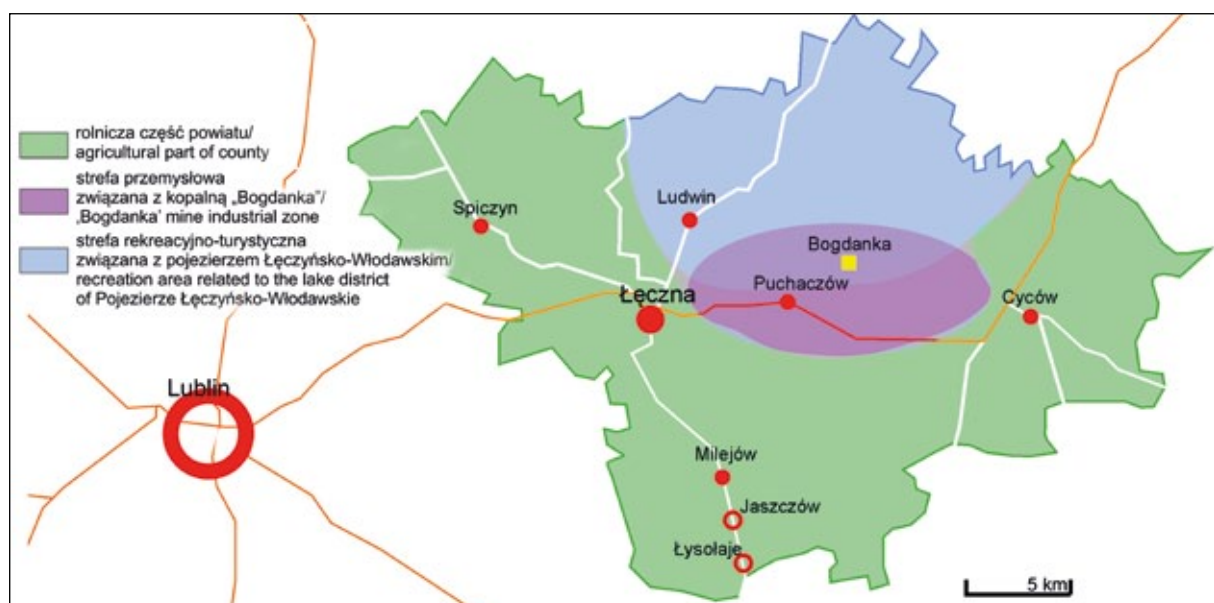 rolnicza część powiatu/
agricultural part of county
strefa przemysłowa
związana z kopalną „Bogdanka”/
‚Bogdanka’ mine industrial zone
strefa rekreacyjno-turystyczna
związana z pojezierzem Łęczyńsko-Włodawskim/
recreation area related to the lake district
of Pojezierze Łęczyńsko-Włodawskie
Spiczyn
Ludwin
Bogdanka
Puchaczów
Łęczna
Cyców
Lublin
Milejów
Jaszczów
Łysołaje
5 km